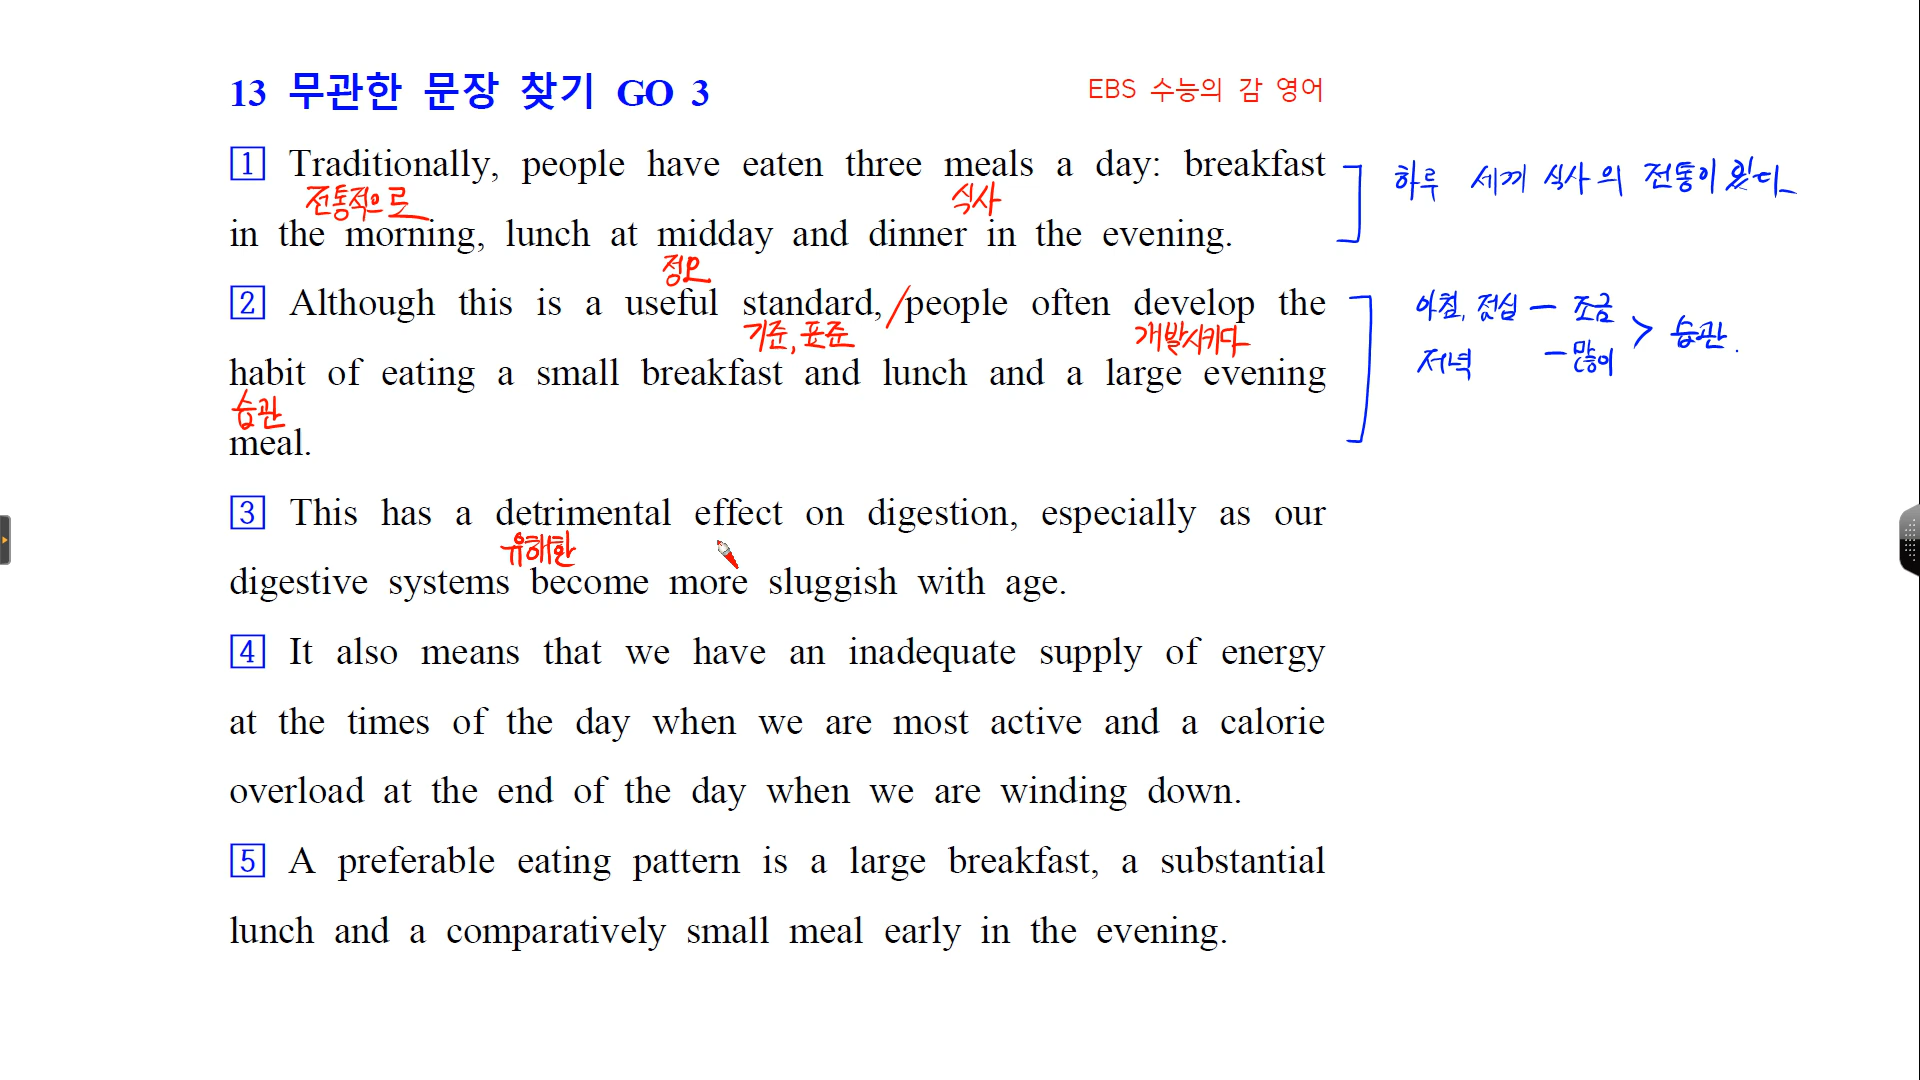 13 무관한 문장 찾기 GO 3
EBS 수능의 감 영어
1 Traditionally, people have eaten three meals a day: breakfast
전통적으로 식사
하루 세끼 식사의 전통이 있다
in the morning, lunch at midday and dinner in the evening.
정오
2 Although this is a useful standard, / people often develop the
기준, 표준 개발시키다
아침, 점심 — 조금
저녁 — 많이
> 습관.
habit of eating a small breakfast and lunch and a large evening
습관
meal.
3 This has a detrimental effect on digestion, especially as our
유해한
digestive systems become more sluggish with age.
4 It also means that we have an inadequate supply of energy
at the times of the day when we are most active and a calorie
overload at the end of the day when we are winding down.
5 A preferable eating pattern is a large breakfast, a substantial
lunch and a comparatively small meal early in the evening.